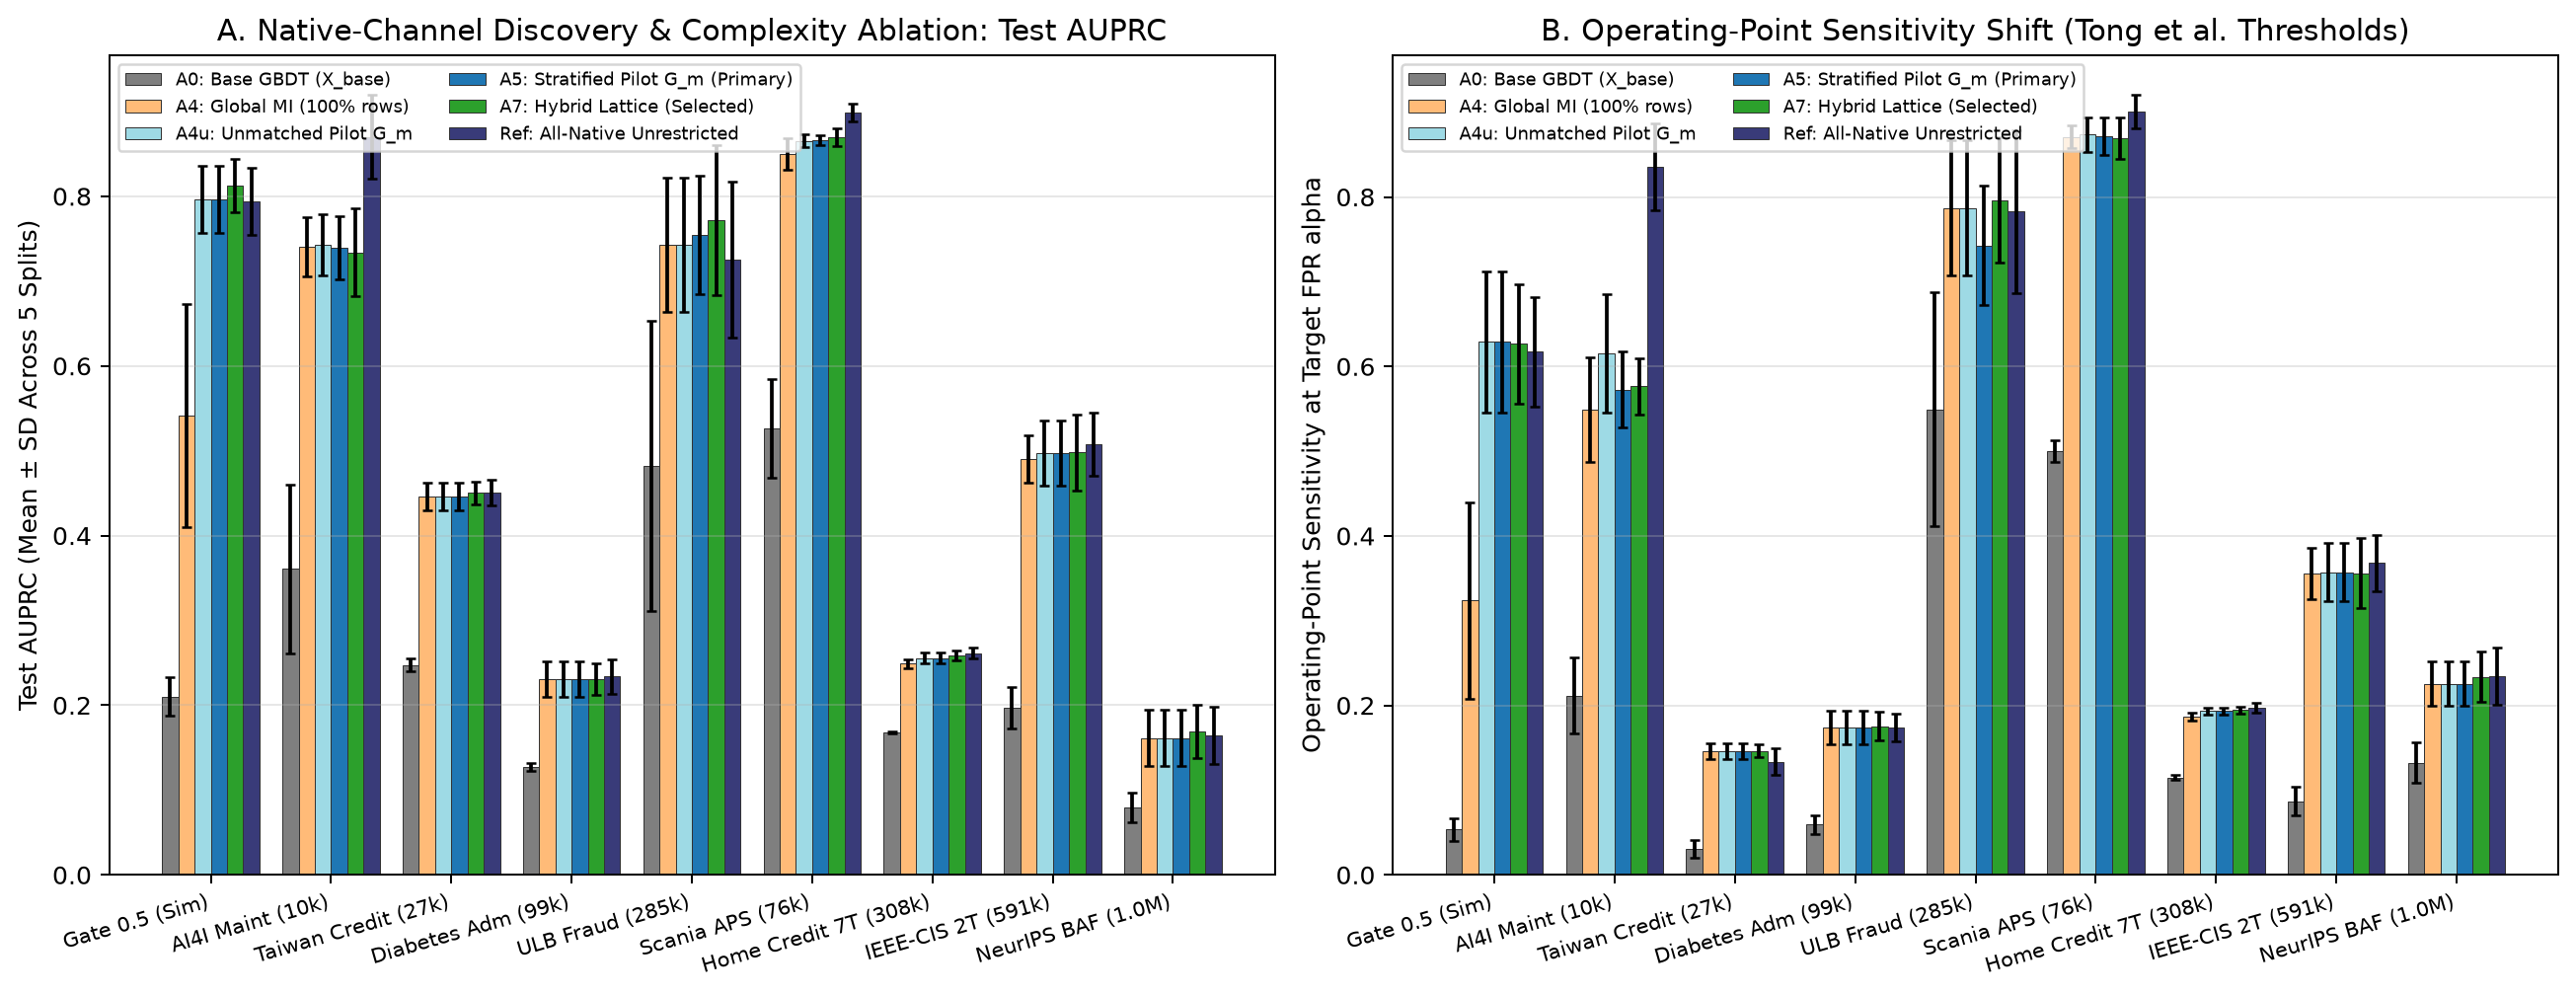 A. Native-Channel Discovery & Complexity Ablation: Test AUPRC
A0: Base GBDT (X_base)
A4: Global MI (100% rows)
A4u: Unmatched Pilot G_m
A5: Stratified Pilot G_m (Primary)
A7: Hybrid Lattice (Selected)
Ref: All-Native Unrestricted
Test AUPRC (Mean ± SD Across 5 Splits)
0.8
0.6
0.4
0.2
0.0
Gate 0.5 (Sim)
AI4I Maint (10k)
Taiwan Credit (27k)
Diabetes Adm (99k)
ULB Fraud (285k)
Scania APS (76k)
Home Credit 7T (308k)
IEEE-CIS 2T (591k)
NeurIPS BAF (1.0M)
B. Operating-Point Sensitivity Shift (Tong et al. Thresholds)
A0: Base GBDT (X_base)
A4: Global MI (100% rows)
A4u: Unmatched Pilot G_m
A5: Stratified Pilot G_m (Primary)
A7: Hybrid Lattice (Selected)
Ref: All-Native Unrestricted
Operating-Point Sensitivity at Target FPR alpha
0.8
0.6
0.4
0.2
0.0
Gate 0.5 (Sim)
AI4I Maint (10k)
Taiwan Credit (27k)
Diabetes Adm (99k)
ULB Fraud (285k)
Scania APS (76k)
Home Credit 7T (308k)
IEEE-CIS 2T (591k)
NeurIPS BAF (1.0M)